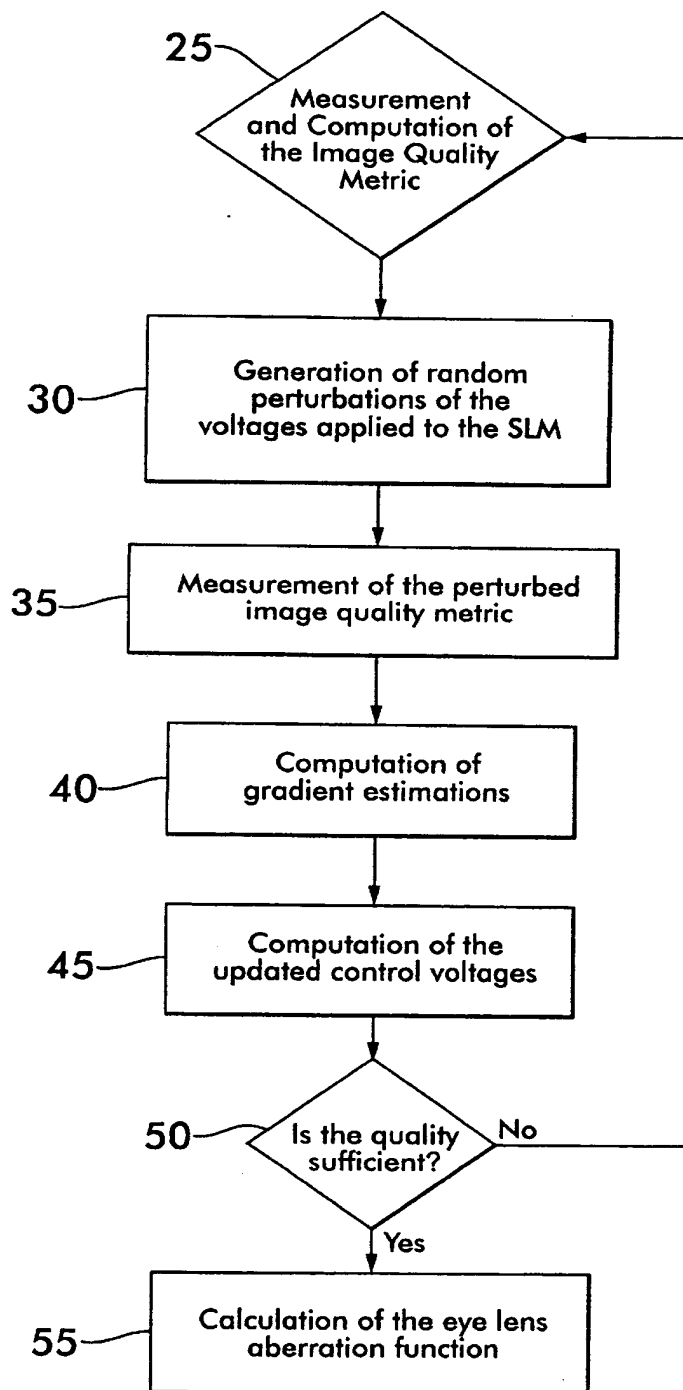 25
Measurement
and Computation of
the Image Quality
Metric
30
Generation of random
perturbations of the
voltages applied to the SLM
35
Measurement of the perturbed
image quality metric
40
Computation of
gradient estimations
45
Computation of the
updated control voltages
50
Is the quality
sufficient?
No
Yes
55
Calculation of the eye lens
aberration function